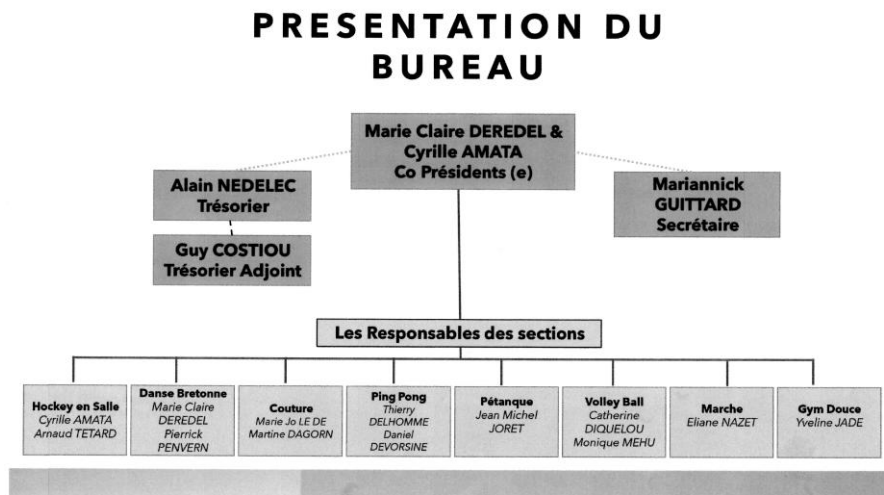 PRESENTATION DU
BUREAU
Marie Claire DEREDEL &
Cyrille AMATA
Co Présidents (e)
Alain NEDELEC
Trésorier
Mariannick
GUITTARD
Secrétaire
Guy COSTIOU
Trésorier Adjoint
Les Responsables des sections
Hockey en Salle
Cyrille AMATA
Arnaud TETARD
Danse Bretonne
Marie Claire
DEREDEL
Pierrick
PENVERN
Couture
Marie Jo LE DE
Martine DAGORN
Ping Pong
Thierry
DELHOMME
Daniel
DEVORSINE
Pétanque
Jean Michel
JORET
Volley Ball
Catherine
DIQUELOU
Monique MEHU
Marche
Eliane NAZET
Gym Douce
Yveline JADE